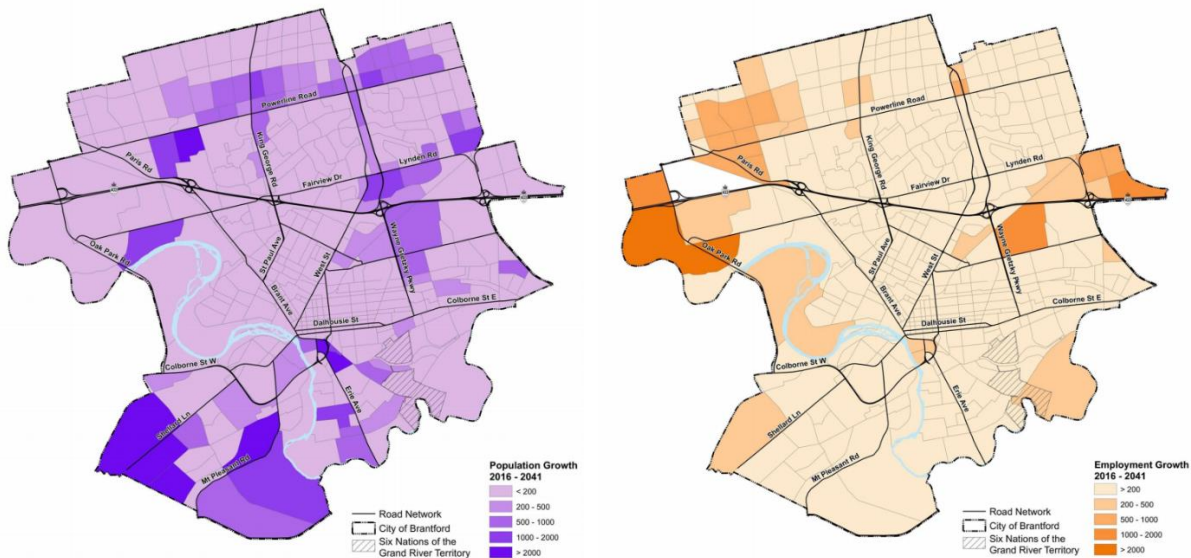 Powerline Road
King George Rd
Paris Rd
Lynden Rd
Fairview Dr
Oak Park Rd
St Paul Ave
West St
Wayne Gretzky Pkwy
Brant Ave
Colborne St E
Dalhousie St
Colborne St W
Erie Ave
Shellard Ln
Mt Pleasant Rd
Population Growth
2016 - 2041
< 200
200 - 500
500 - 1000
1000 - 2000
> 2000
Road Network
City of Brantford
Six Nations of the
Grand River Territory
Powerline Road
King George Rd
Paris Rd
Lynden Rd
Fairview Dr
Oak Park Rd
St Paul Ave
West St
Wayne Gretzky Pkwy
Brant Ave
Colborne St E
Dalhousie St
Colborne St W
Erie Ave
Shellard Ln
Mt Pleasant Rd
Employment Growth
2016 - 2041
> 200
200 - 500
500 - 1000
1000 - 2000
> 2000
Road Network
City of Brantford
Six Nations of the
Grand River Territory